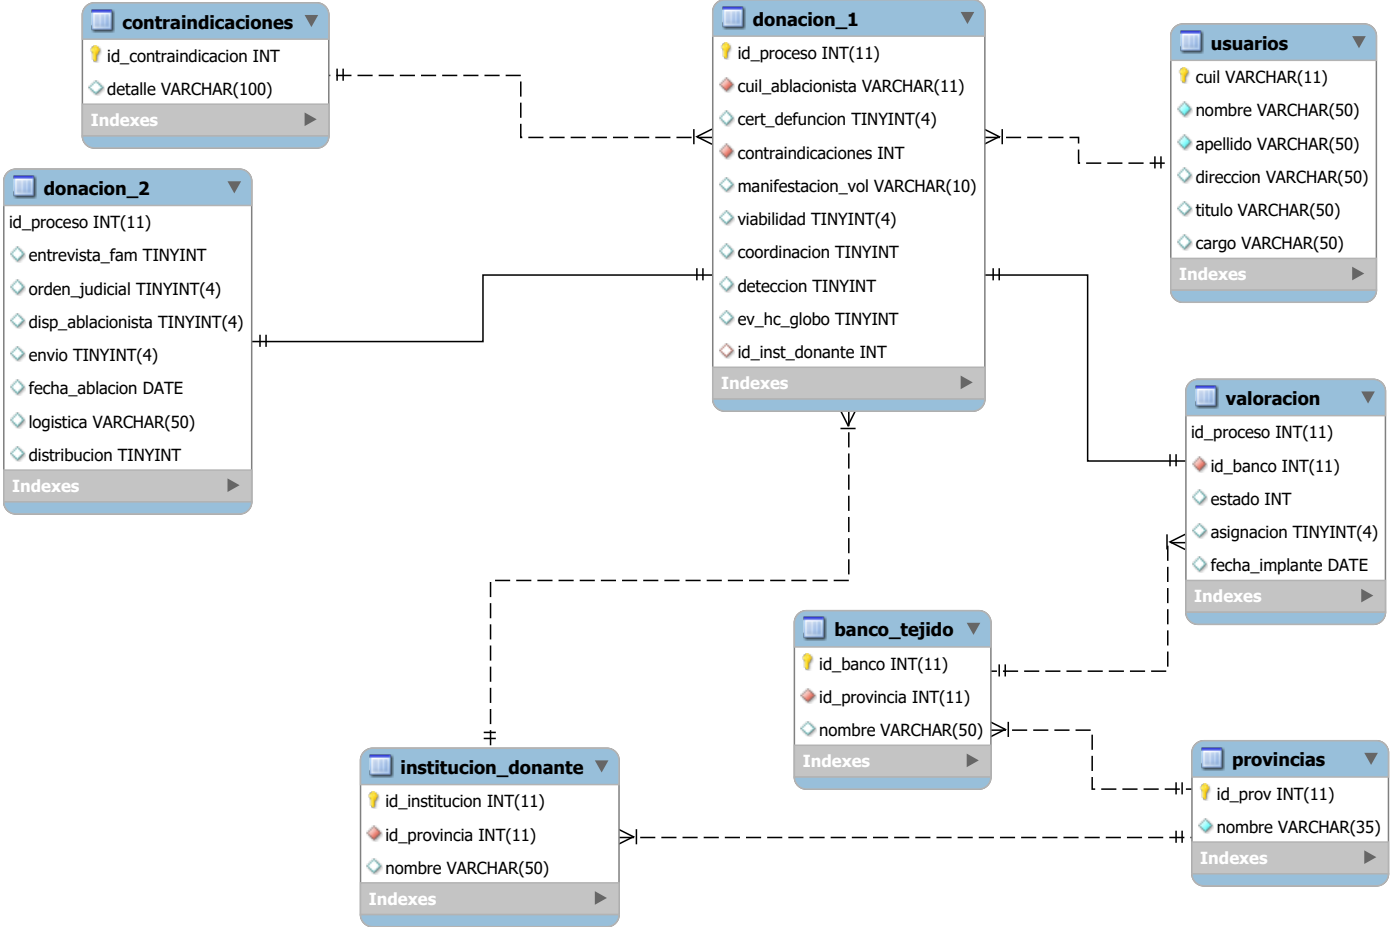 contraindicaciones
id_contraindicacion INT
detalle VARCHAR(100)
Indexes
donacion_1
id_proceso INT(11)
cuil_ablacionista VARCHAR(11)
cert_defuncion TINYINT(4)
contraindicaciones INT
manifestacion_vol VARCHAR(10)
viabilidad TINYINT(4)
coordinacion TINYINT
deteccion TINYINT
ev_hc_globo TINYINT
id_inst_donante INT
Indexes
usuarios
cuil VARCHAR(11)
nombre VARCHAR(50)
apellido VARCHAR(50)
direccion VARCHAR(50)
titulo VARCHAR(50)
cargo VARCHAR(50)
Indexes
donacion_2
id_proceso INT(11)
entrevista_fam TINYINT
orden_judicial TINYINT(4)
disp_ablacionista TINYINT(4)
envio TINYINT(4)
fecha_ablacion DATE
logistica VARCHAR(50)
distribucion TINYINT
Indexes
valoracion
id_proceso INT(11)
id_banco INT(11)
estado INT
asignacion TINYINT(4)
fecha_implante DATE
Indexes
banco_tejido
id_banco INT(11)
id_provincia INT(11)
nombre VARCHAR(50)
Indexes
institucion_donante
id_institucion INT(11)
id_provincia INT(11)
nombre VARCHAR(50)
Indexes
provincias
id_prov INT(11)
nombre VARCHAR(35)
Indexes